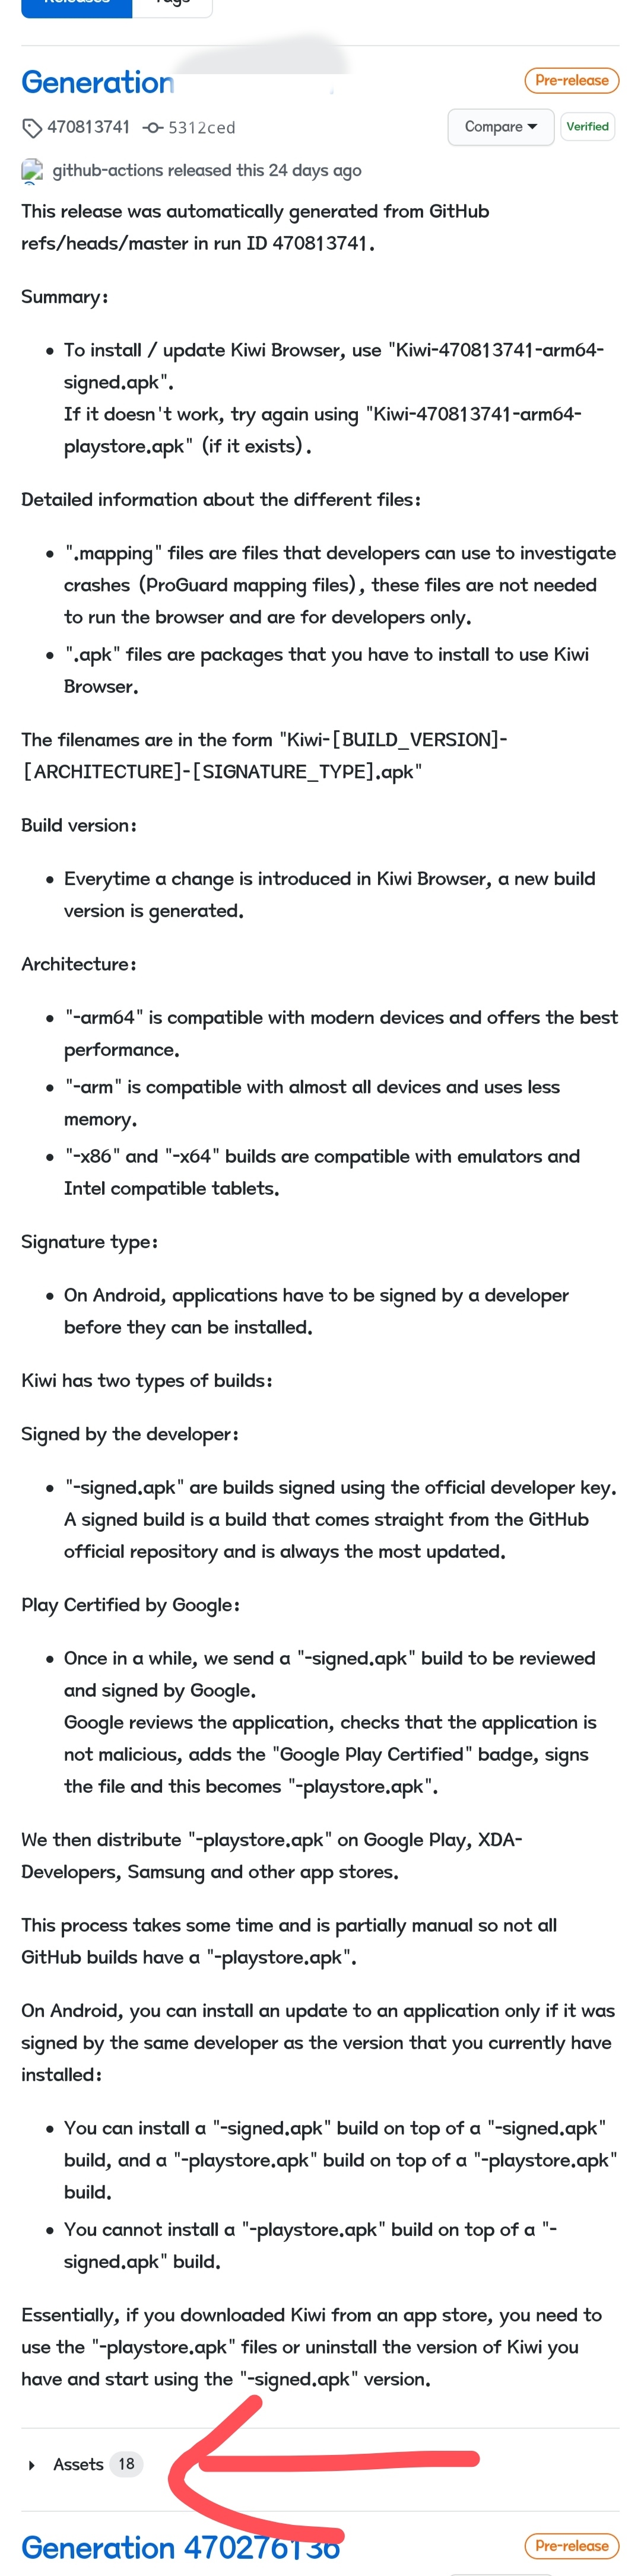 Releases Tags
Generation
Pre-release
470813741 5312ced
Compare
Verified
github-actions released this 24 days ago
This release was automatically generated from GitHub
refs/heads/master in run ID 470813741.
Summary:
• To install / update Kiwi Browser, use "Kiwi-470813741-arm64-
signed.apk".
If it doesn't work, try again using "Kiwi-470813741-arm64-
playstore.apk" (if it exists).
Detailed information about the different files:
• ".mapping" files are files that developers can use to investigate
crashes (ProGuard mapping files), these files are not needed
to run the browser and are for developers only.
• ".apk" files are packages that you have to install to use Kiwi
Browser.
The filenames are in the form "Kiwi-[BUILD_VERSION]-
[ARCHITECTURE]-[SIGNATURE_TYPE].apk"
Build version:
• Everytime a change is introduced in Kiwi Browser, a new build
version is generated.
Architecture:
• "-arm64" is compatible with modern devices and offers the best
performance.
• "-arm" is compatible with almost all devices and uses less
memory.
• "-x86" and "-x64" builds are compatible with emulators and
Intel compatible tablets.
Signature type:
• On Android, applications have to be signed by a developer
before they can be installed.
Kiwi has two types of builds:
Signed by the developer:
• "-signed.apk" are builds signed using the official developer key.
A signed build is a build that comes straight from the GitHub
official repository and is always the most updated.
Play Certified by Google:
• Once in a while, we send a "-signed.apk" build to be reviewed
and signed by Google.
Google reviews the application, checks that the application is
not malicious, adds the "Google Play Certified" badge, signs
the file and this becomes "-playstore.apk".
We then distribute "-playstore.apk" on Google Play, XDA-
Developers, Samsung and other app stores.
This process takes some time and is partially manual so not all
GitHub builds have a "-playstore.apk".
On Android, you can install an update to an application only if it was
signed by the same developer as the version that you currently have
installed:
• You can install a "-signed.apk" build on top of a "-signed.apk"
build, and a "-playstore.apk" build on top of a "-playstore.apk"
build.
• You cannot install a "-playstore.apk" build on top of a "-
signed.apk" build.
Essentially, if you downloaded Kiwi from an app store, you need to
use the "-playstore.apk" files or uninstall the version of Kiwi you
have and start using the "-signed.apk" version.
Assets 18
Generation 470276136
Pre-release